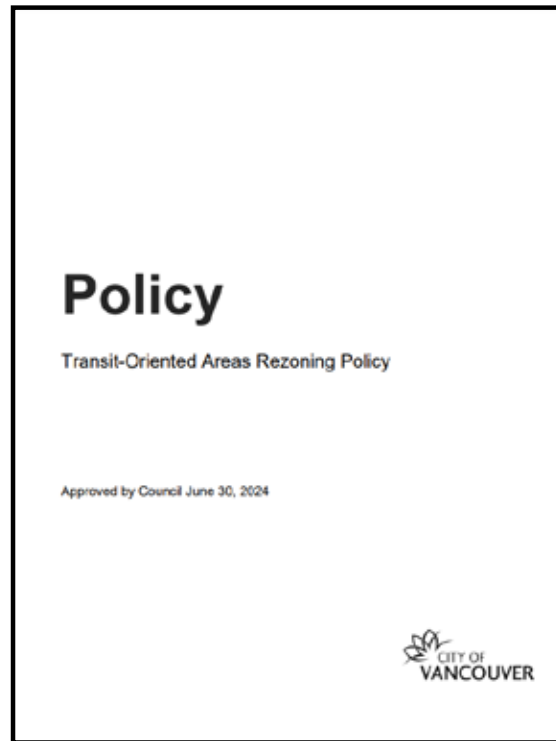 Policy
Transit-Oriented Areas Rezoning Policy
Approved by Council June 30, 2024
CITY OF
VANCOUVER